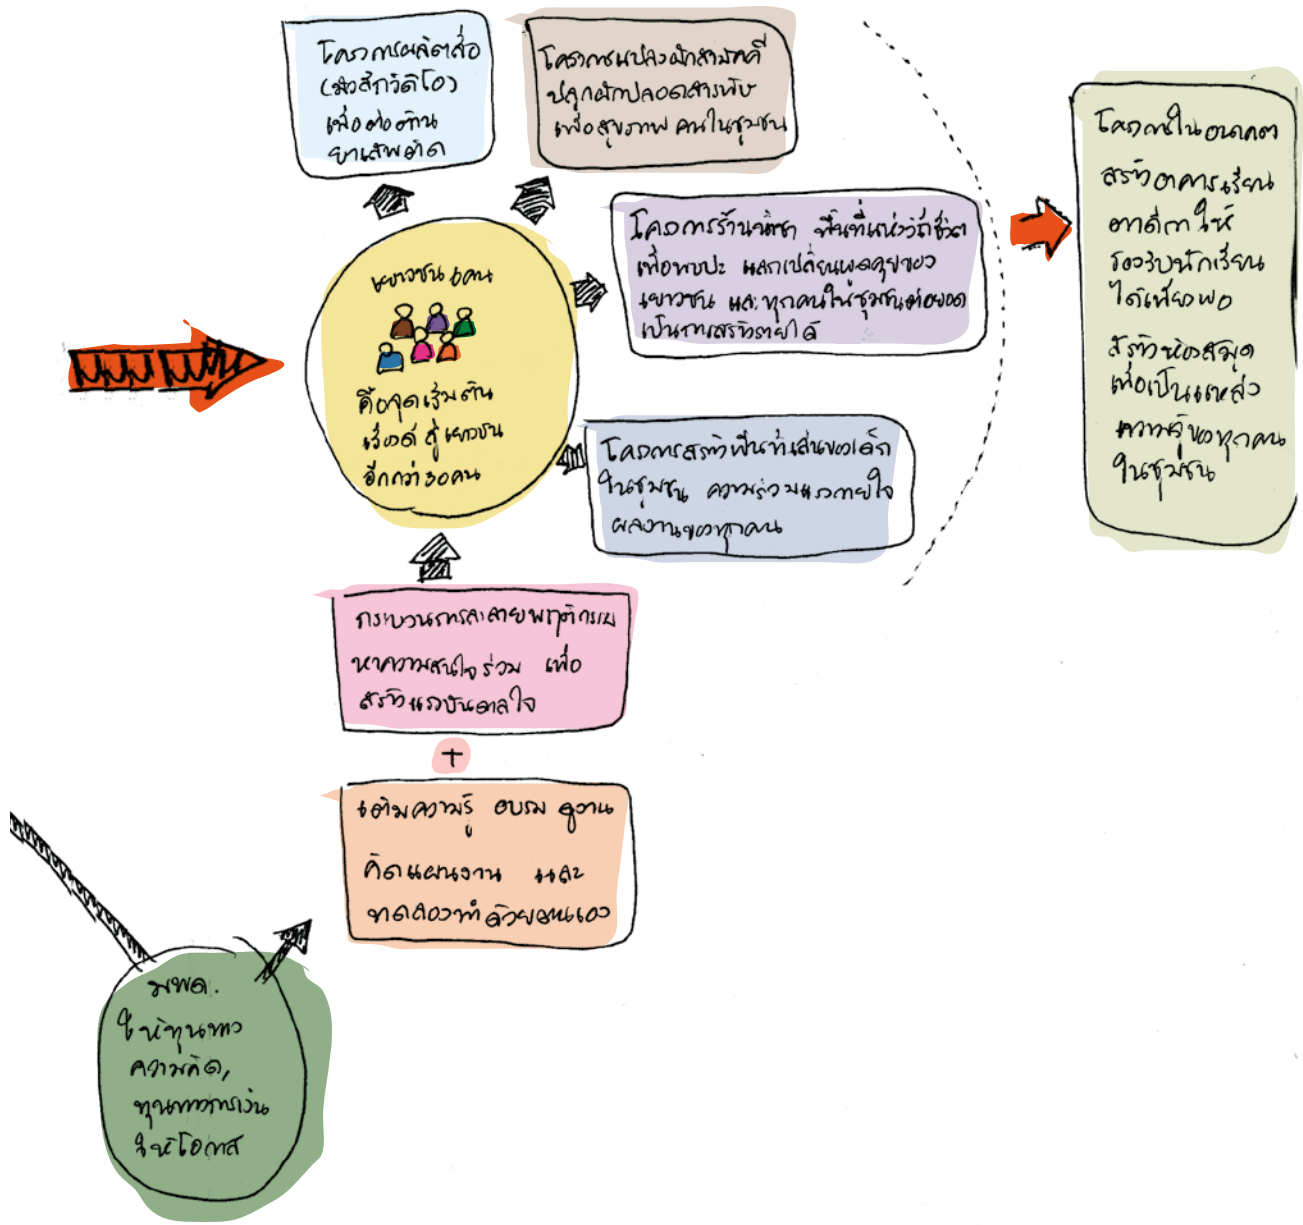 โครงการผลิตสื่อ
(มิวสิกวิดีโอ)
เพื่อต่อต้าน
ยาเสพติด
โครงการแปลงผักสามัคคี
ปลูกผักปลอดสารพิษ
เพื่อสุขภาพ คนในชุมชน
โครงการร้านน้ำชา พื้นที่แห่งวิถีชีวิต
เพื่อพบปะ แลกเปลี่ยนพูดคุยของ
เยาวชน และทุกคนในชุมชนต่อยอด
เป็นการสร้างรายได้
เยาวชน 6 คน
คือจุดเริ่มต้น
เรื่องดี สู่เยาวชน
อีกกว่า 30 คน
โครงการสร้างพื้นที่เล่นของเด็ก
ในชุมชน ความร่วมแรงกายใจ
ผลงานของทุกคน
โครงการในอนาคต
สร้างอาคารเรียน
ตาดีกาให้
รองรับนักเรียน
ได้เพียงพอ
สร้างห้องสมุด
เพื่อเป็นแหล่ง
ความรู้ของทุกคน
ในชุมชน
กระบวนการละลายพฤติกรรม
หาความสนใจร่วม เพื่อ
สร้างแรงบันดาลใจ
+
เติมความรู้ อบรม ดูงาน
คิดแผนงาน และ
ทดลองทำด้วยตนเอง
มพด.
ให้ทุนทาง
ความคิด,
ทุนทางการเงิน
ให้โอกาส